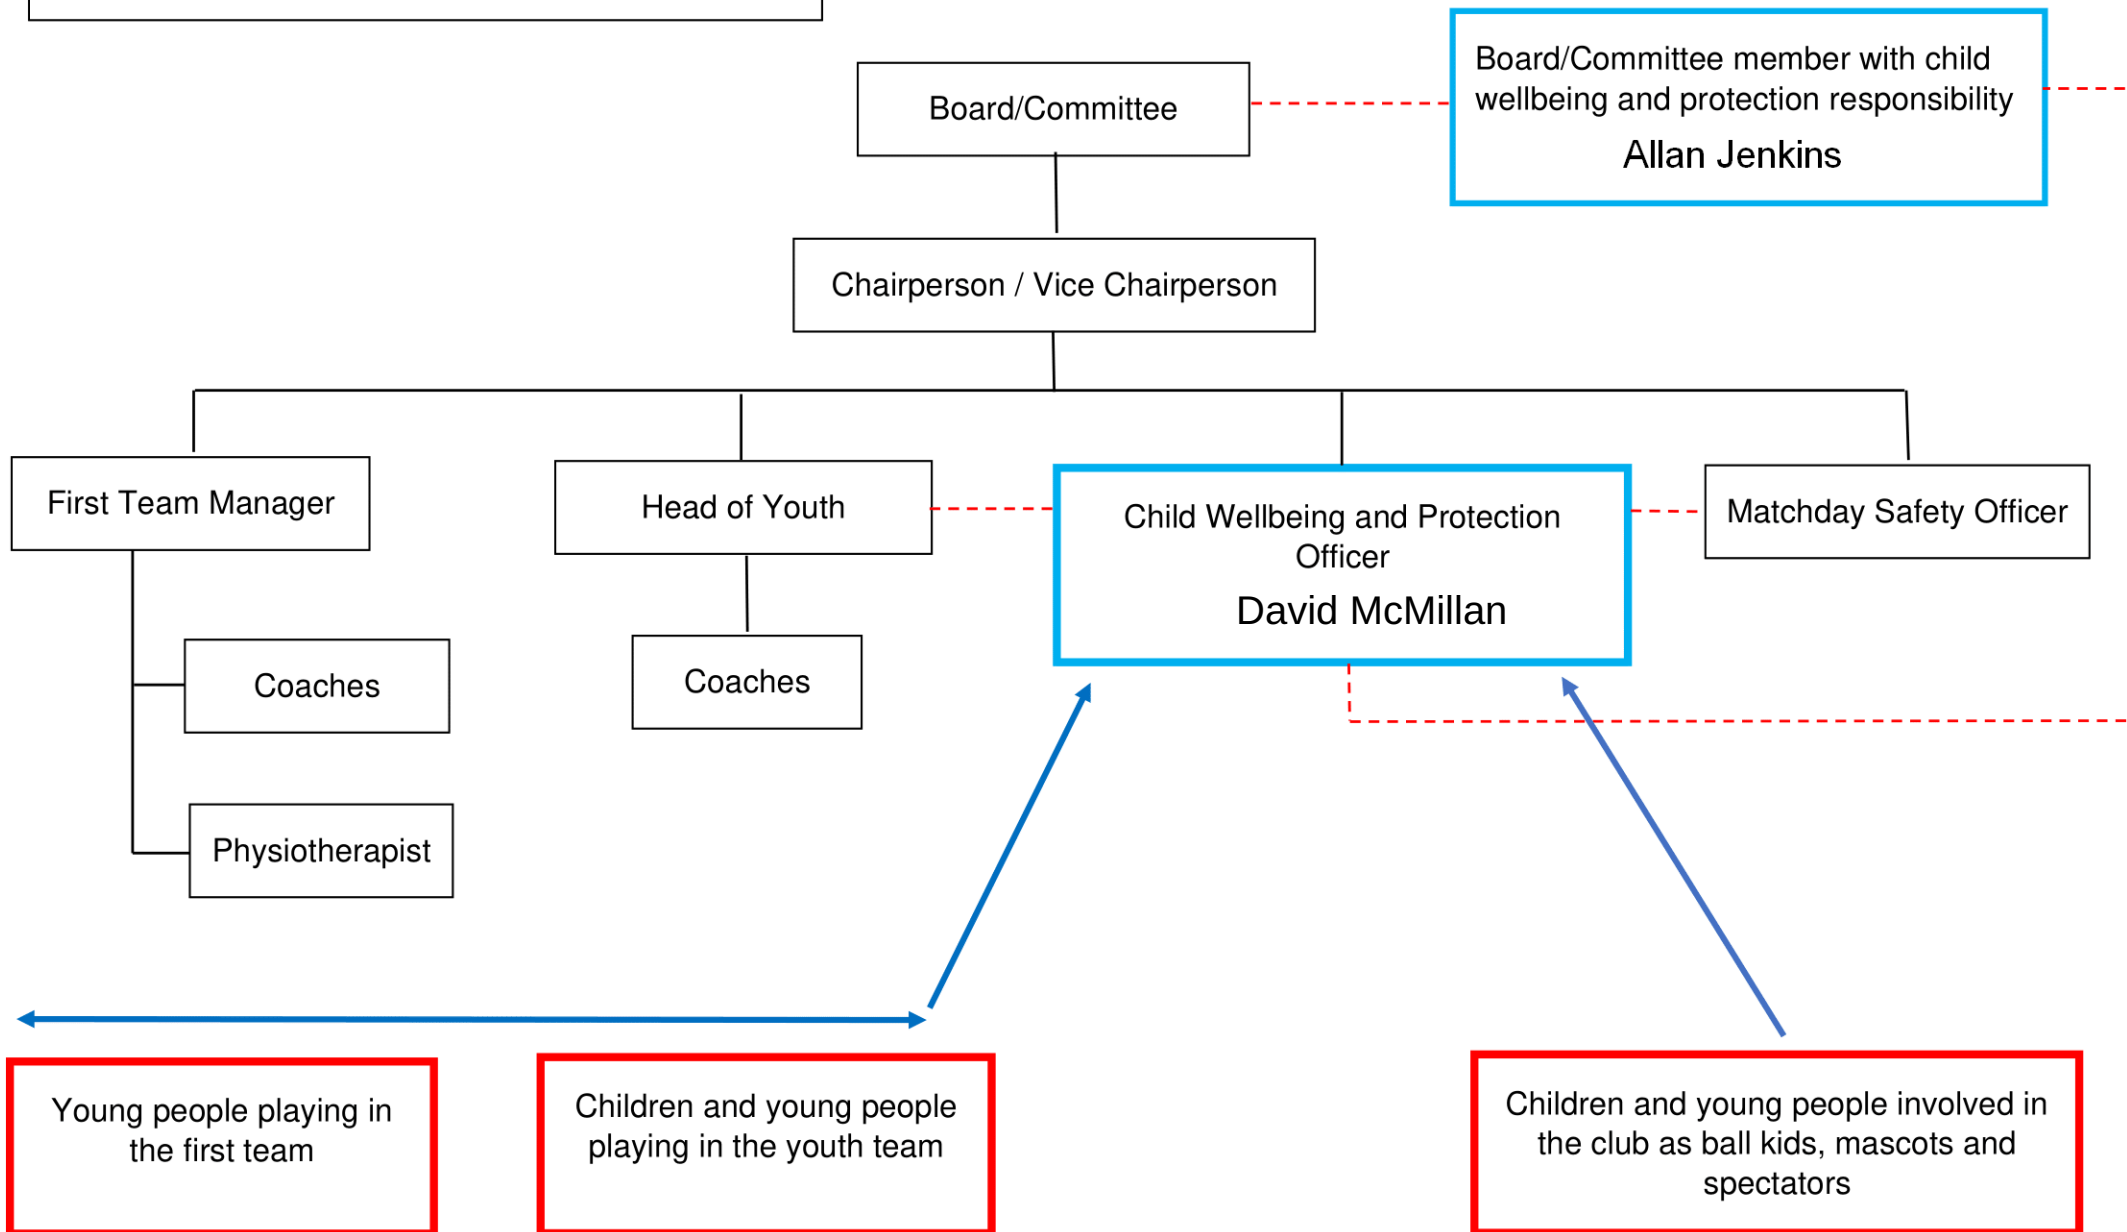 Board/Committee member with child
wellbeing and protection responsibility
Allan Jenkins
Board/Committee
Chairperson / Vice Chairperson
First Team Manager
Head of Youth
Child Wellbeing and Protection
Officer
David McMillan
Matchday Safety Officer
Coaches
Coaches
Physiotherapist
Young people playing in
the first team
Children and young people
playing in the youth team
Children and young people involved in
the club as ball kids, mascots and
spectators